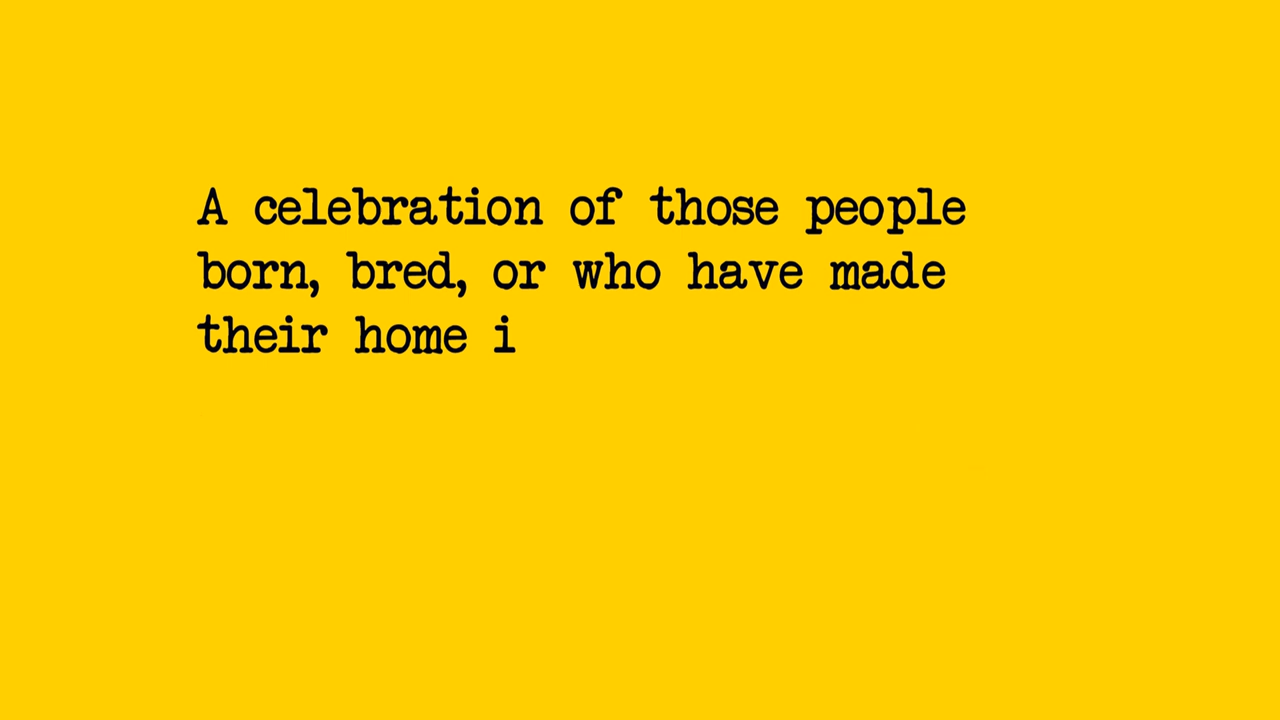 A celebration of those people
born, bred, or who have made
their home i